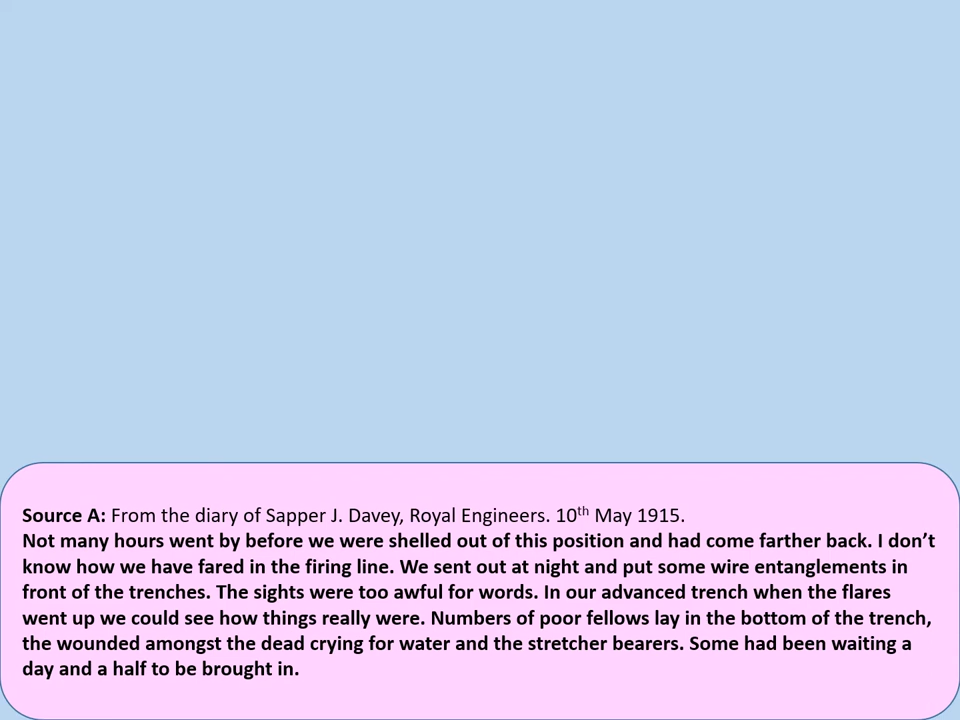 Source A: From the diary of Sapper J. Davey, Royal Engineers. 10th May 1915.
Not many hours went by before we were shelled out of this position and had come farther back. I don’t
know how we have fared in the firing line. We sent out at night and put some wire entanglements in
front of the trenches. The sights were too awful for words. In our advanced trench when the flares
went up we could see how things really were. Numbers of poor fellows lay in the bottom of the trench,
the wounded amongst the dead crying for water and the stretcher bearers. Some had been waiting a
day and a half to be brought in.